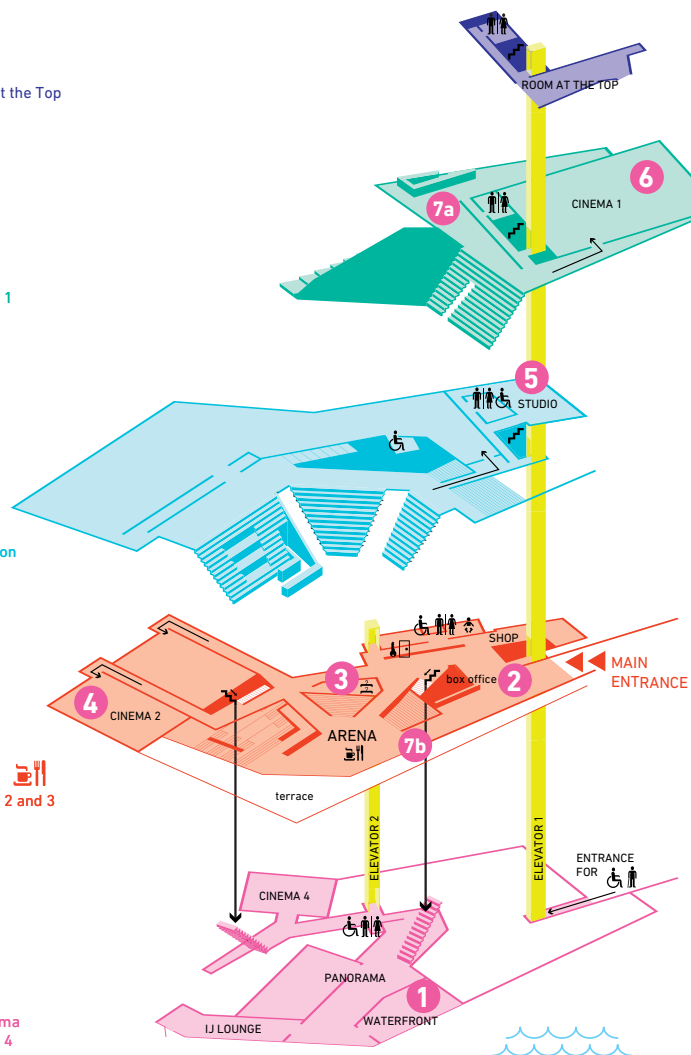 t the Top
ROOM AT THE TOP
6
CINEMA 1
7a
1
5
STUDIO
on
SHOP
box office
2
MAIN
ENTRANCE
3
4
CINEMA 2
ARENA
7b
2 and 3
terrace
ELEVATOR 2
ELEVATOR 1
ENTRANCE
FOR
CINEMA 4
PANORAMA
1
WATERFRONT
IJ LOUNGE
ma
4